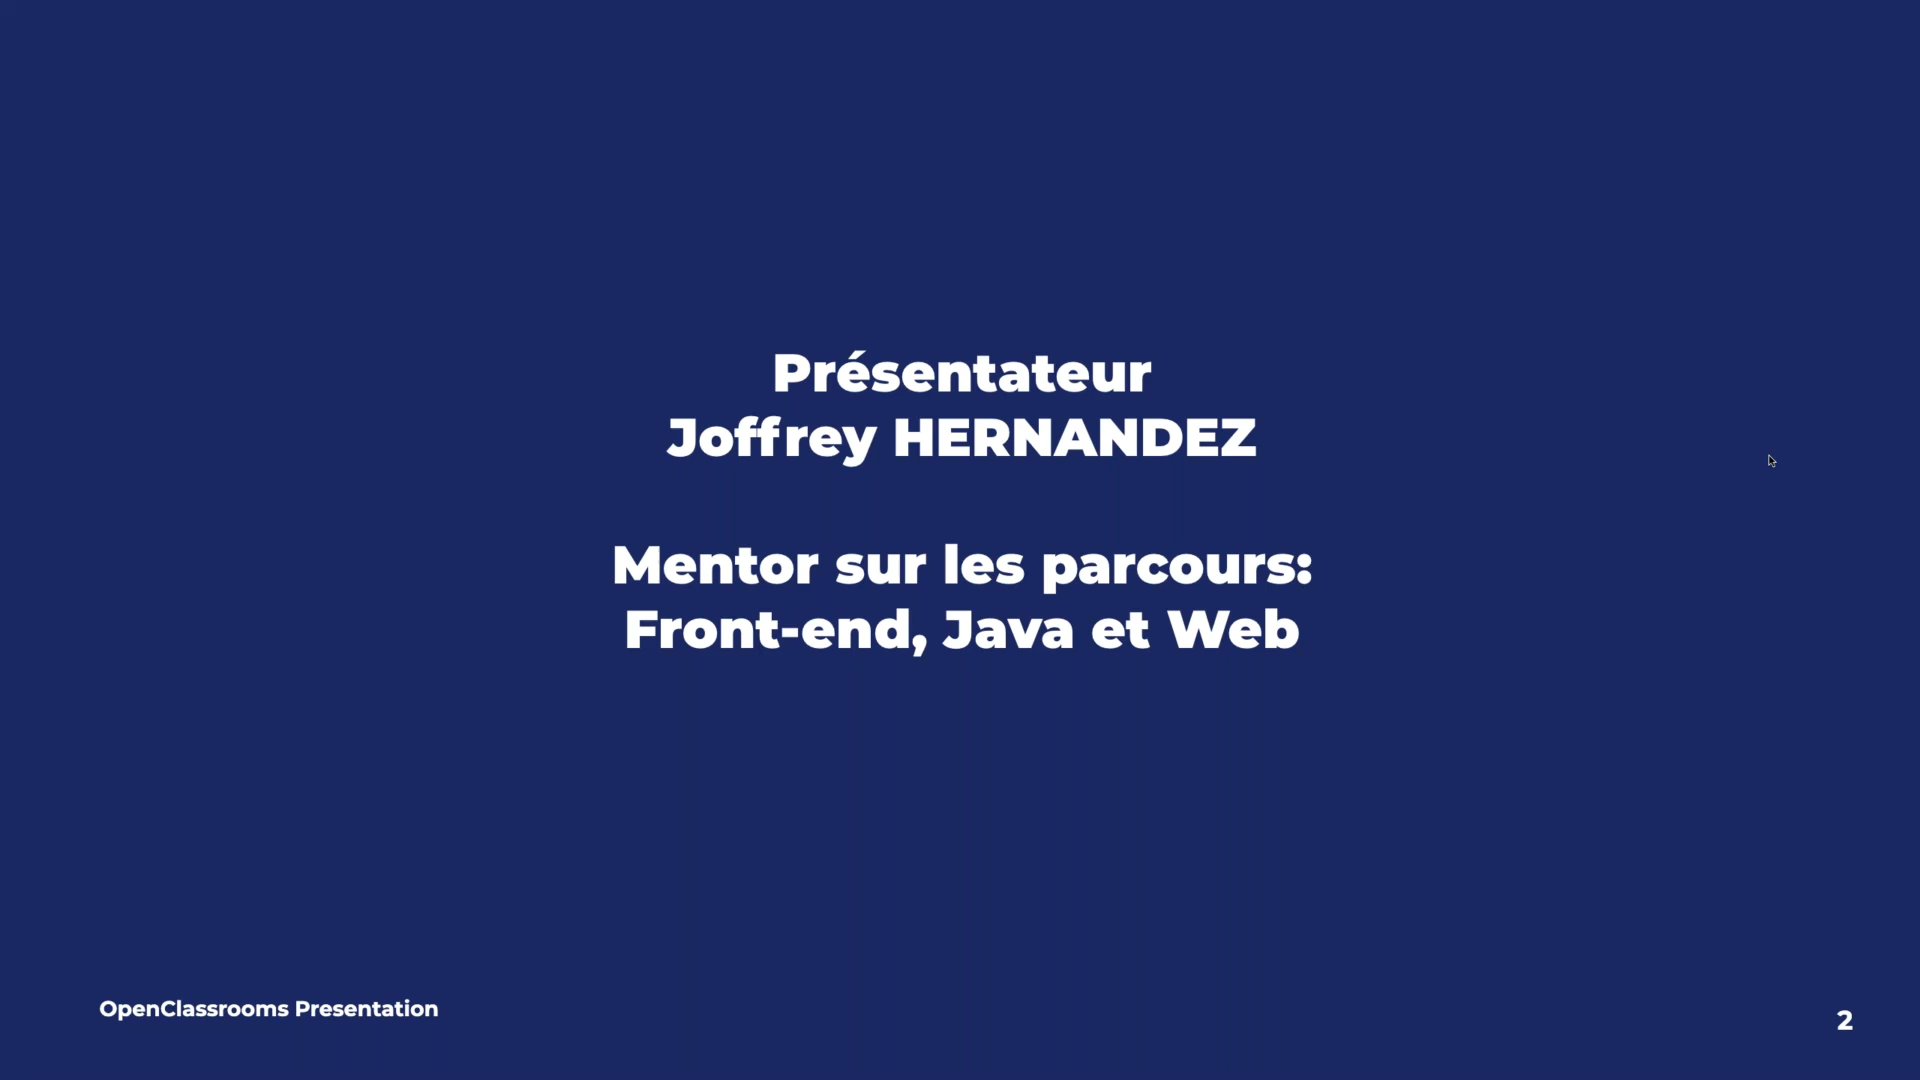 Présentateur
Joffrey HERNANDEZ
Mentor sur les parcours:
Front-end, Java et Web
OpenClassrooms Presentation
2